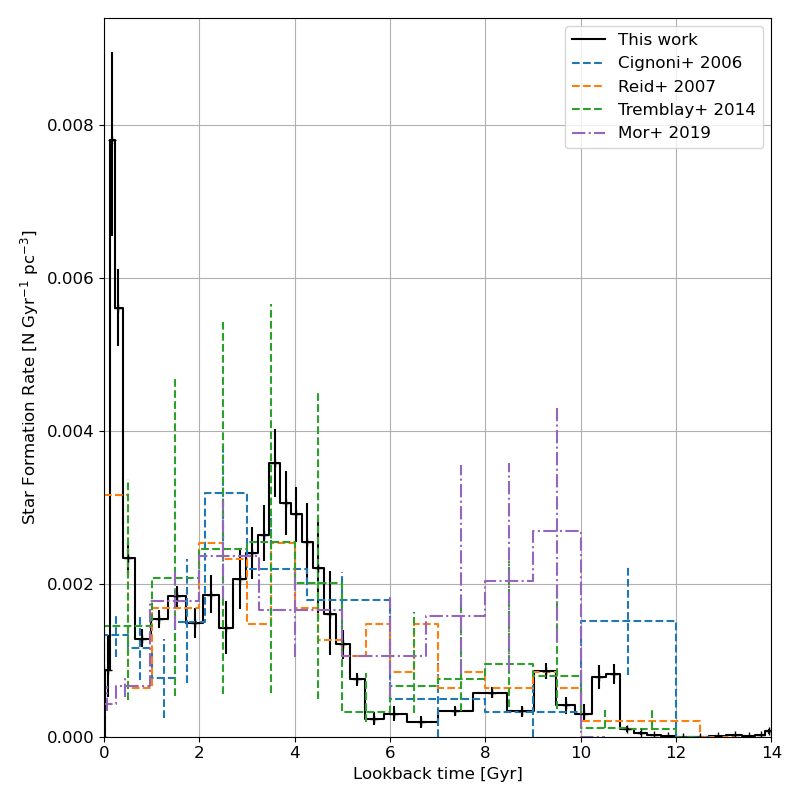 This work
Cignoni+ 2006
Reid+ 2007
Tremblay+ 2014
Mor+ 2019
Star Formation Rate [N Gyr⁻¹ pc⁻³]
0.008
0.006
0.004
0.002
0.000
0 2 4 6 8 10 12 14
Lookback time [Gyr]